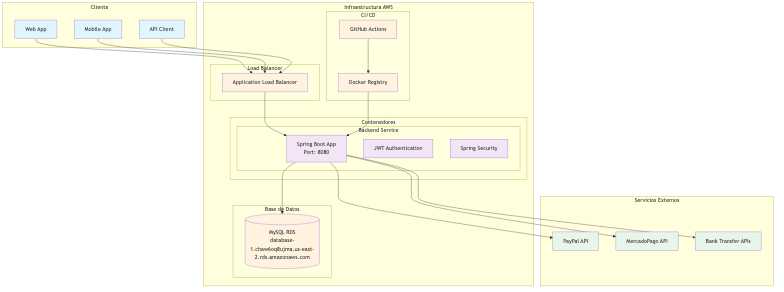 Cliente
Web App
Mobile App
API Client
Infraestructura AWS
CI/CD
GitHub Actions
Docker Registry
Load Balancer
Application Load Balancer
Contenedores
Backend Service
Spring Boot App
Port: 8080
JWT Authentication
Spring Security
Base de Datos
MySQL RDS
database-
1.chaw6oq8ujma.us-east-
2.rds.amazonaws.com
Servicios Externos
PayPal API
MercadoPago API
Bank Transfer APIs